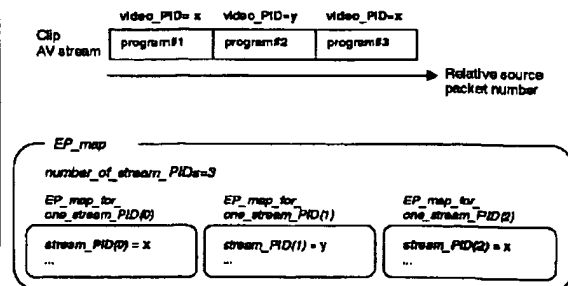 video_PID= x video_PID=y video_PID=x
Clip
AV stream
program#1 program#2 program#3
Relative source
packet number
EP_map
number_of_stream_PIDs=3
EP_map_for_
one_stream_PID(0)
EP_map_for_
one_stream_PID(1)
EP_map_for_
one_stream_PID(2)
stream_PID(0) = x
...
stream_PID(1) = y
...
stream_PID(2) = x
...